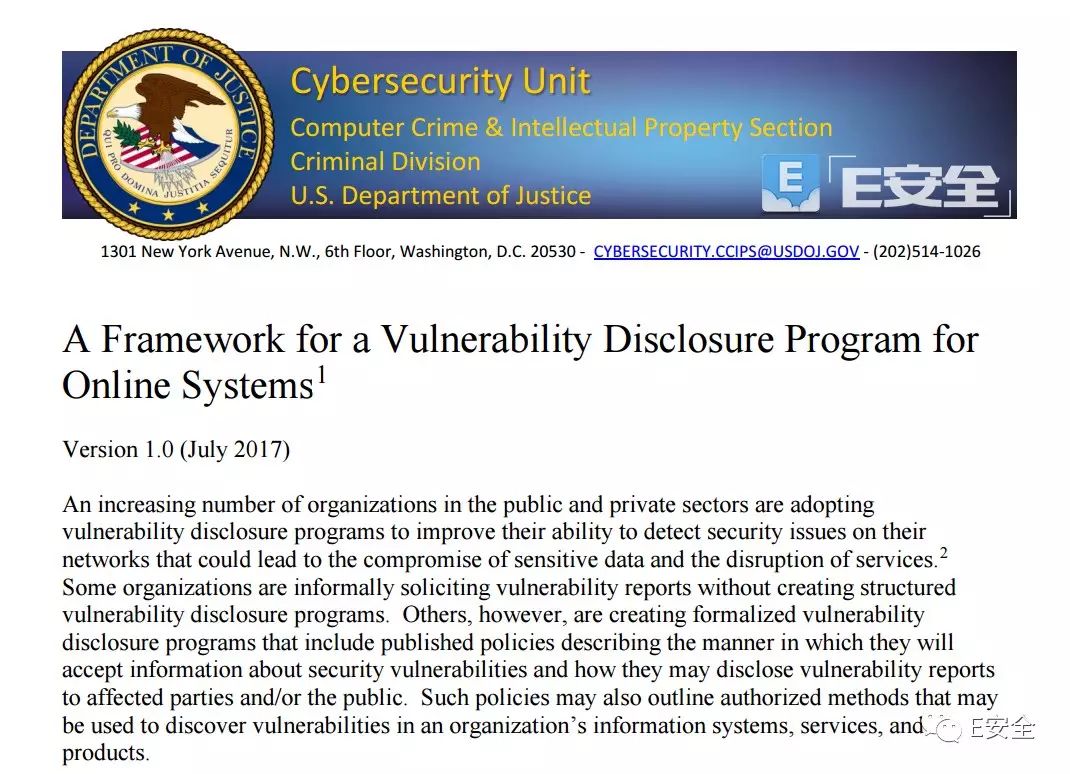 DEPARTMENT OF JUSTICE
QUI PRO DOMINA JUSTITIA SEQUITUR
Cybersecurity Unit
Computer Crime & Intellectual Property Section
Criminal Division
U.S. Department of Justice
E E安全
1301 New York Avenue, N.W., 6th Floor, Washington, D.C. 20530 - CYBERSECURITY.CCIPS@USDOJ.GOV - (202)514-1026
A Framework for a Vulnerability Disclosure Program for
Online Systems1
Version 1.0 (July 2017)
An increasing number of organizations in the public and private sectors are adopting
vulnerability disclosure programs to improve their ability to detect security issues on their
networks that could lead to the compromise of sensitive data and the disruption of services.2
Some organizations are informally soliciting vulnerability reports without creating structured
vulnerability disclosure programs.  Others, however, are creating formalized vulnerability
disclosure programs that include published policies describing the manner in which they will
accept information about security vulnerabilities and how they may disclose vulnerability reports
to affected parties and/or the public.  Such policies may also outline authorized methods that may
be used to discover vulnerabilities in an organization's information systems, services, and
products.
E安全